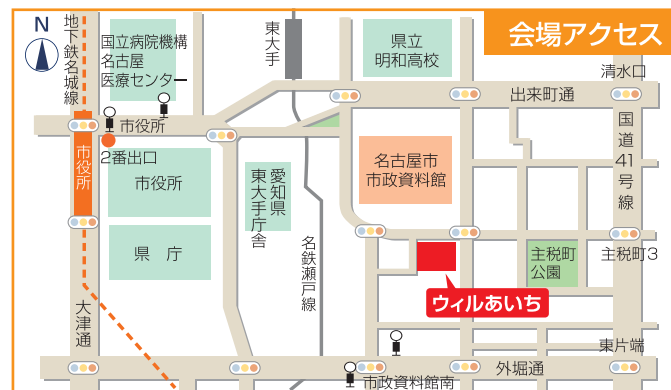 会場アクセス
N
地下鉄名城線
国立病院機構
名古屋
医療センター
東大手
県立
明和高校
清水口
出来町通
市役所
2番出口
市役所
市役所
県 庁
愛知県
東大手庁舎
名鉄瀬戸線
名古屋市
市政資料館
国道41号線
主税町
公園
主税町3
ウィルあいち
大津通
東片端
外堀通
市政資料館南